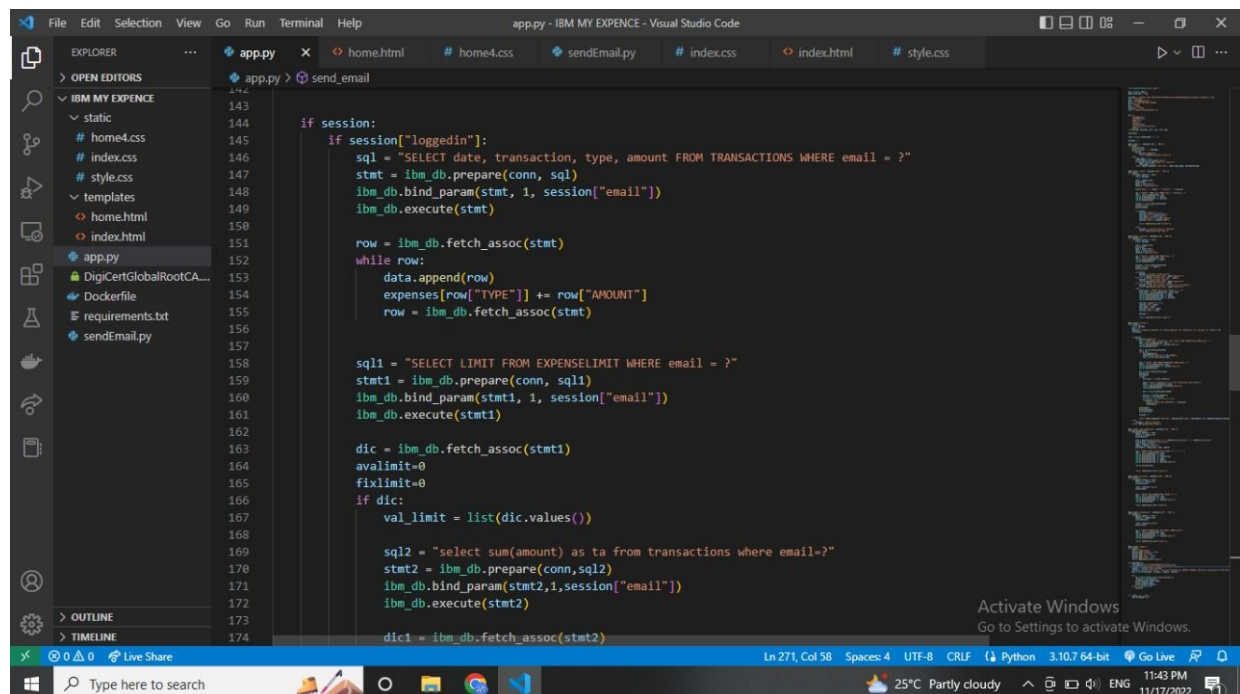 File Edit Selection View Go Run Terminal Help app.py - IBM MY EXPENCE - Visual Studio Code
EXPLORER ...
app.py home.html # home4.css sendEmail.py # index.css index.html # style.css
> OPEN EDITORS
app.py > send_email
IBM MY EXPENCE
static
# home4.css
# index.css
# style.css
templates
home.html
index.html
app.py
DigiCertGlobalRootCA....
Dockerfile
requirements.txt
sendEmail.py
> OUTLINE
> TIMELINE
142
143
144 if session:
145 if session["loggedin"]:
146 sql = "SELECT date, transaction, type, amount FROM TRANSACTIONS WHERE email = ?"
147 stmt = ibm_db.prepare(conn, sql)
148 ibm_db.bind_param(stmt, 1, session["email"])
149 ibm_db.execute(stmt)
150
151 row = ibm_db.fetch_assoc(stmt)
152 while row:
153 data.append(row)
154 expenses[row["TYPE"]] += row["AMOUNT"]
155 row = ibm_db.fetch_assoc(stmt)
156
157
158 sql1 = "SELECT LIMIT FROM EXPENSELIMIT WHERE email = ?"
159 stmt1 = ibm_db.prepare(conn, sql1)
160 ibm_db.bind_param(stmt1, 1, session["email"])
161 ibm_db.execute(stmt1)
162
163 dic = ibm_db.fetch_assoc(stmt1)
164 avalimit=0
165 fixlimit=0
166 if dic:
167 val_limit = list(dic.values())
168
169 sql2 = "select sum(amount) as ta from transactions where email=?"
170 stmt2 = ibm_db.prepare(conn,sql2)
171 ibm_db.bind_param(stmt2,1,session["email"])
172 ibm_db.execute(stmt2)
173
174 dic1 = ibm_db.fetch_assoc(stmt2)
Activate Windows
Go to Settings to activate Windows.
0 0 Live Share Ln 271, Col 58 Spaces: 4 UTF-8 CRLF Python 3.10.7 64-bit Go Live
Type here to search 25°C Partly cloudy ENG 11:43 PM
11/17/2022